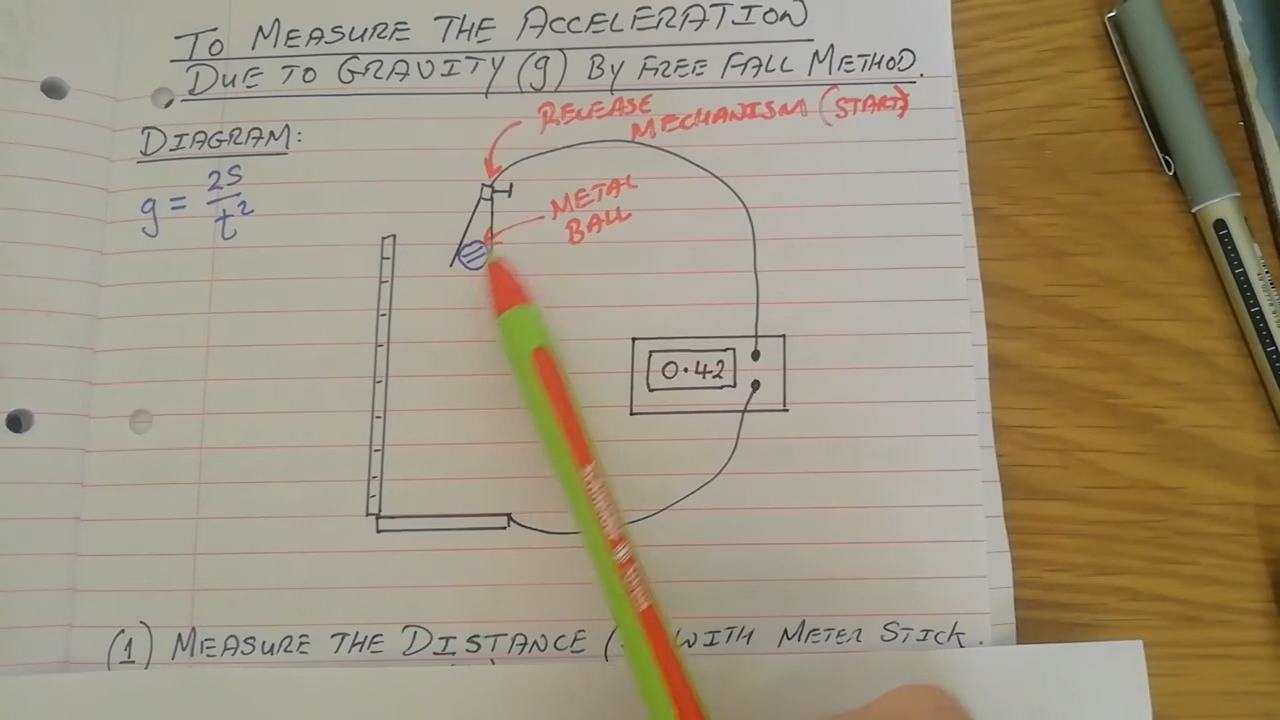 TO MEASURE THE ACCELERATION
DUE TO GRAVITY (g) BY FREE FALL METHOD.
DIAGRAM:
g = 2S / t²
RELEASE
MECHANISM (START)
METAL
BALL
0.42
(1) MEASURE THE DISTANCE ( WITH METER STICK.